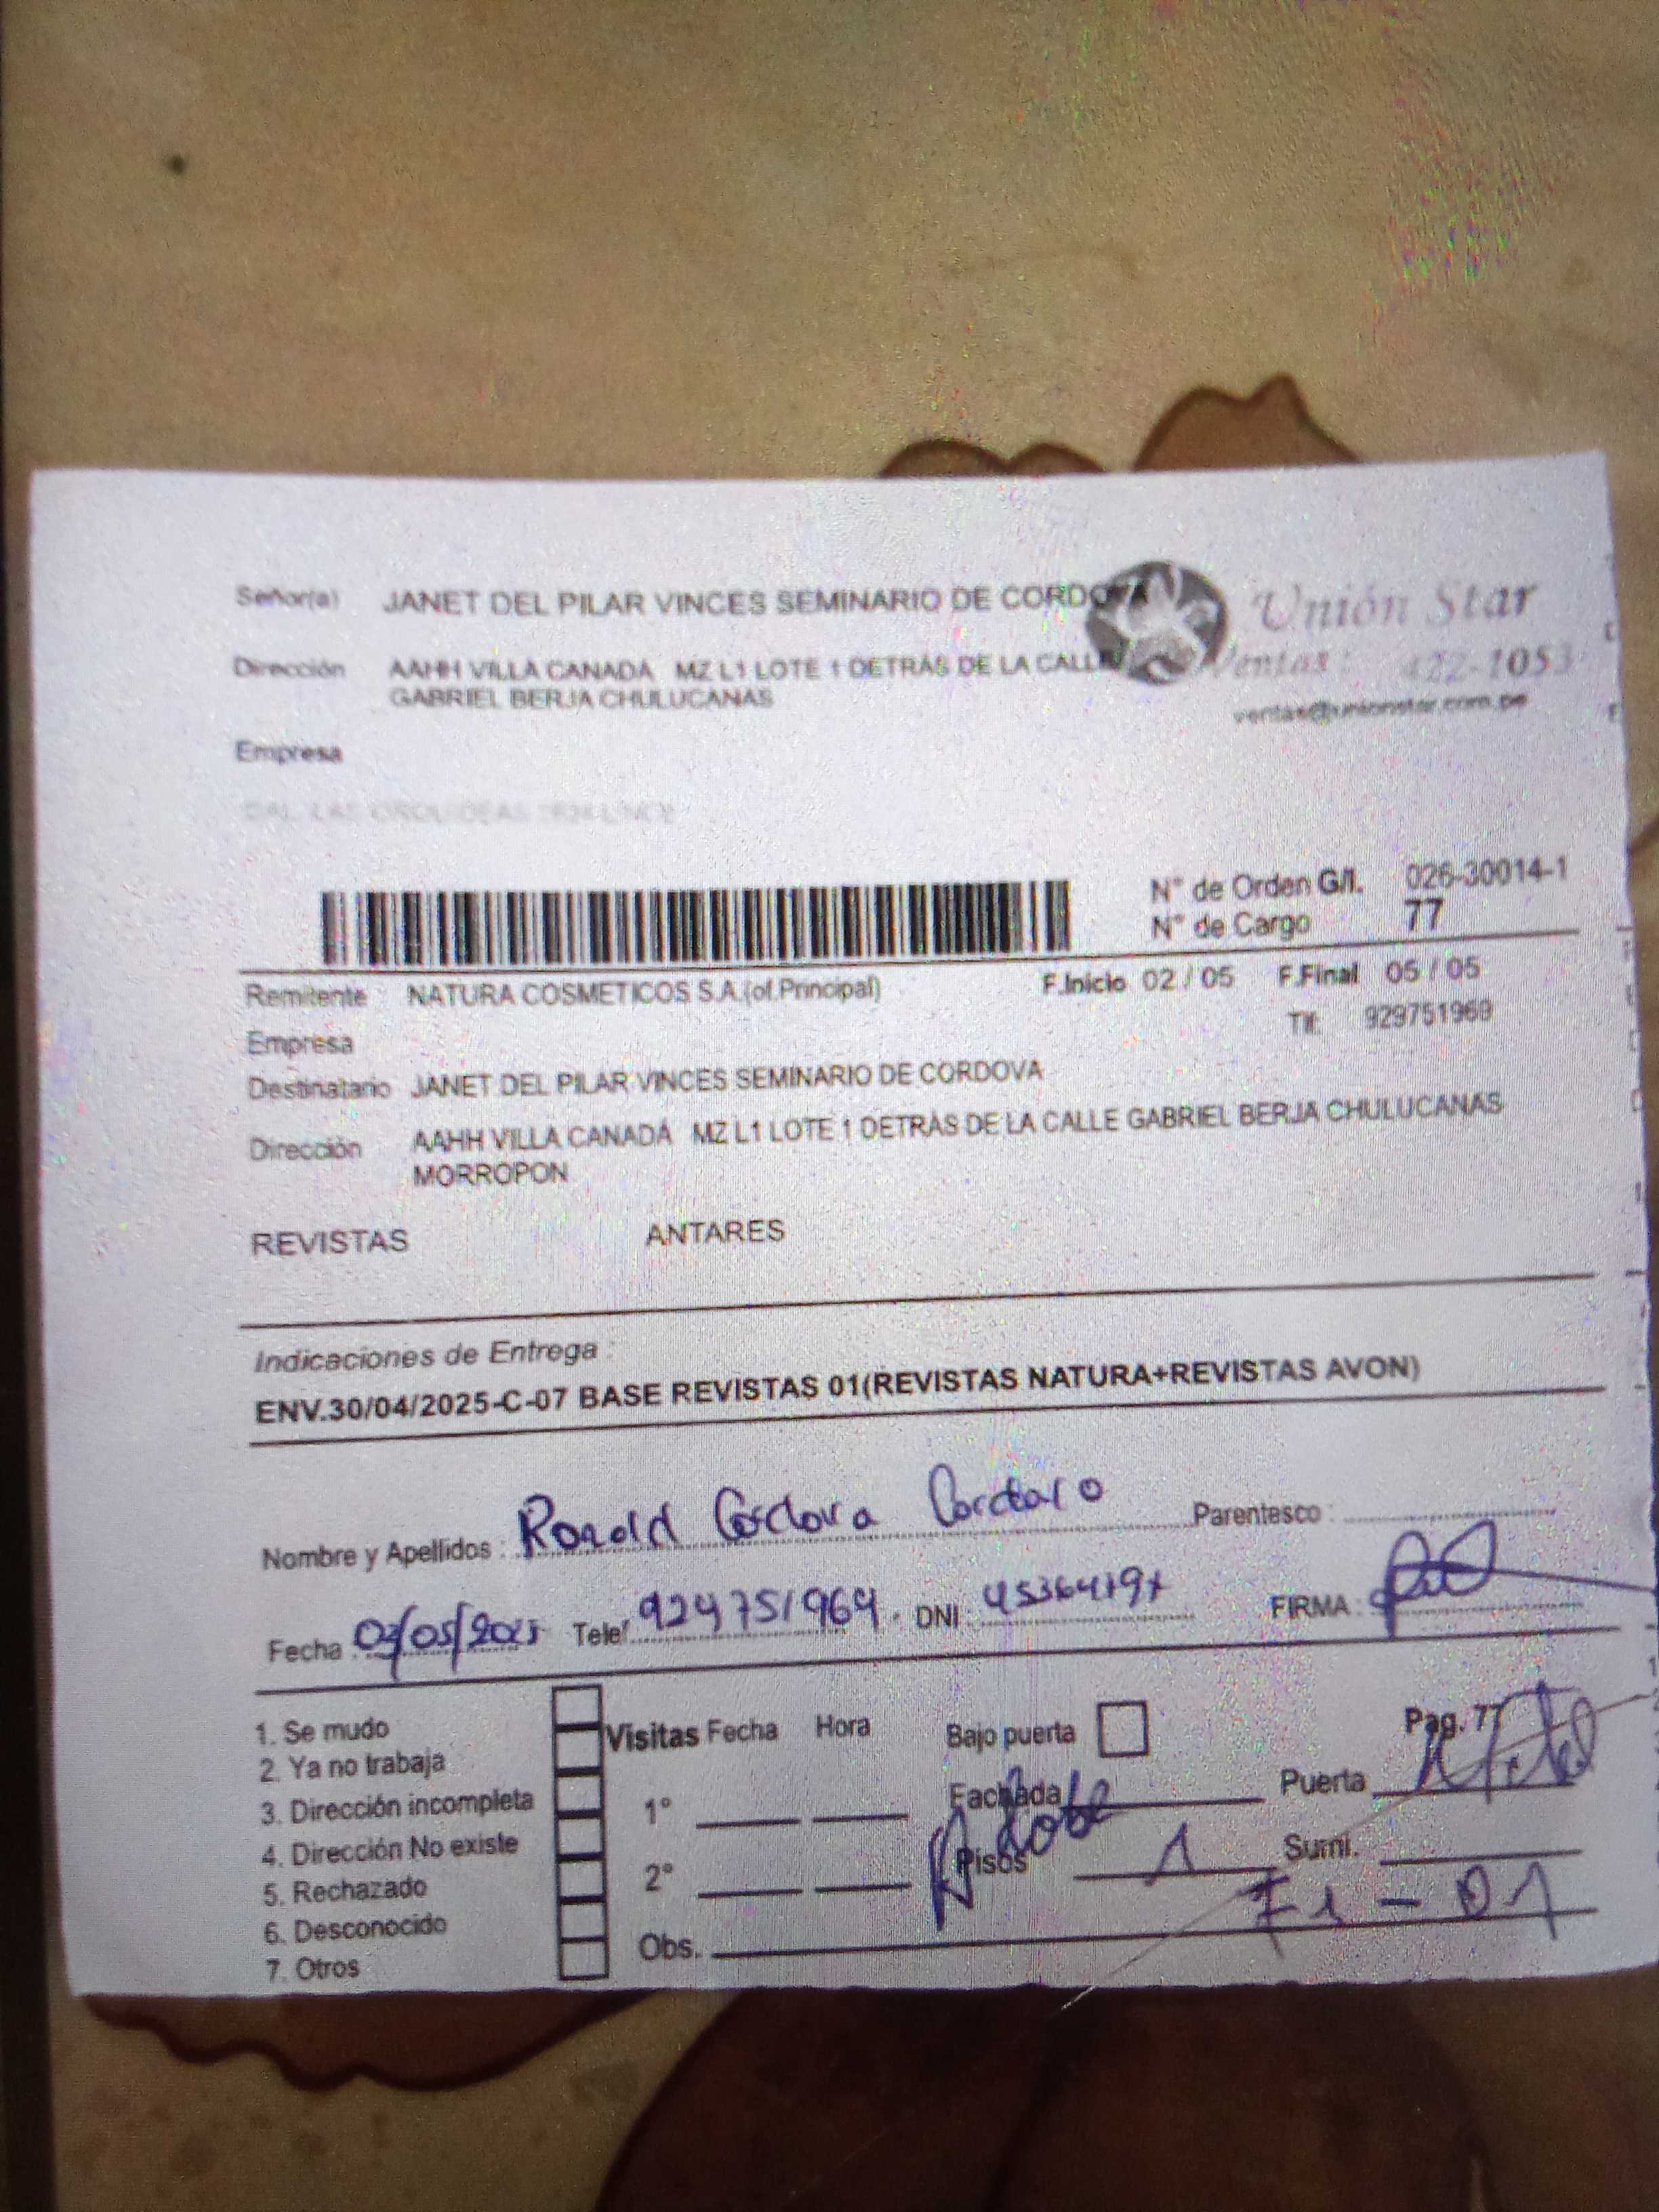 Señor(a) JANET DEL PILAR VINCES SEMINARIO DE CORDOVA
Unión Star
Dirección AAHH VILLA CANADA MZ L1 LOTE 1 DETRAS DE LA CALLE
Ventas: 422-1053
GABRIEL BERJA CHULUCANAS
ventas@unionstar.com.pe
Empresa
N° de Orden G/I. 026-30014-1
N° de Cargo 77
Remitente : NATURA COSMETICOS S.A.(of.Principal) F.Inicio 02 / 05 F.Final 05 / 05
Empresa Tlf: 929751969
Destinatario JANET DEL PILAR VINCES SEMINARIO DE CORDOVA
Dirección AAHH VILLA CANADA MZ L1 LOTE 1 DETRAS DE LA CALLE GABRIEL BERJA CHULUCANAS
MORROPON
REVISTAS ANTARES
Indicaciones de Entrega :
ENV.30/04/2025-C-07 BASE REVISTAS 01(REVISTAS NATURA+REVISTAS AVON)
Nombre y Apellidos : Ronald Córdova Parentesco :
Fecha : /05/2025 Telef 924751964 DNI : FIRMA :
1. Se mudo
2. Ya no trabaja
3. Dirección incompleta
4. Dirección No existe
5. Rechazado
6. Desconocido
7. Otros
Visitas Fecha Hora
1°
2°
Obs.
Bajo puerta Pag. 77
Fachada Adobe Puerta Metal
Pisos 1 Sumi.